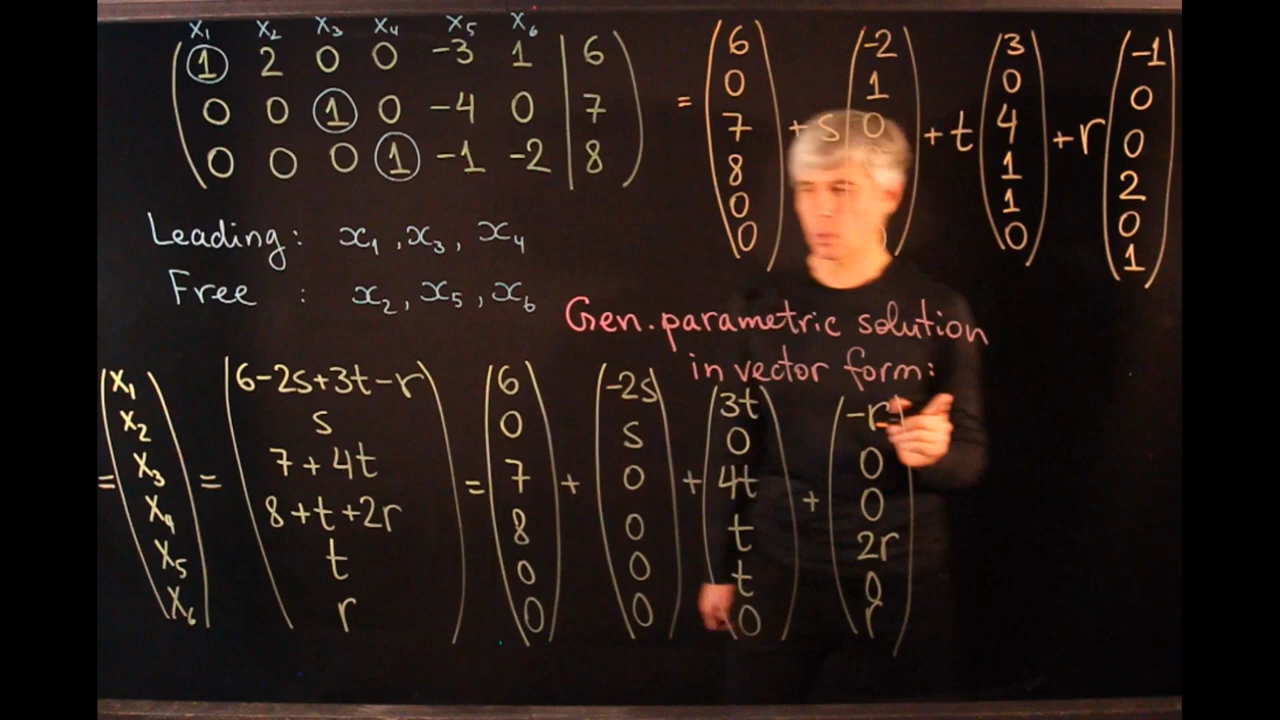 x₁ x₂ x₃ x₄ x₅ x₆
1 2 0 0 -3 1 | 6
0 0 1 0 -4 0 | 7
0 0 0 1 -1 -2 | 8
= (6 0 7 8 0 0) + s (-2 1 0 0) + t (3 0 4 1 1 0) + r (-1 0 0 2 0 1)
Leading: x₁, x₃, x₄
Free : x₂, x₅, x₆
Gen. parametric solution
in vector form:
= (x₁ x₂ x₃ x₄ x₅ x₆) = (6-2s+3t-r s 7+4t 8+t+2r t r) = (6 0 7 8 0 0) + (-2s s 0 0 0 0) + (3t 0 4t t t 0) + (-r 0 0 2r 0 r)